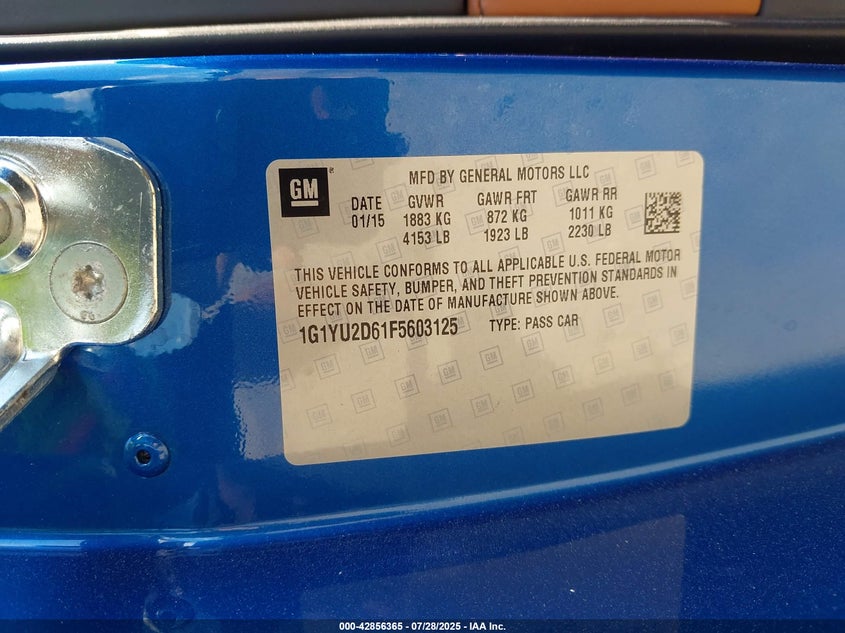 GM
MFD BY GENERAL MOTORS LLC
DATE GVWR GAWR FRT GAWR RR
01/15 1883 KG 872 KG 1011 KG
4153 LB 1923 LB 2230 LB
THIS VEHICLE CONFORMS TO ALL APPLICABLE U.S. FEDERAL MOTOR
VEHICLE SAFETY, BUMPER, AND THEFT PREVENTION STANDARDS IN
EFFECT ON THE DATE OF MANUFACTURE SHOWN ABOVE.
1G1YU2D61F5603125 TYPE: PASS CAR
000-42856365 / 07/28/2025 - IAA Inc.